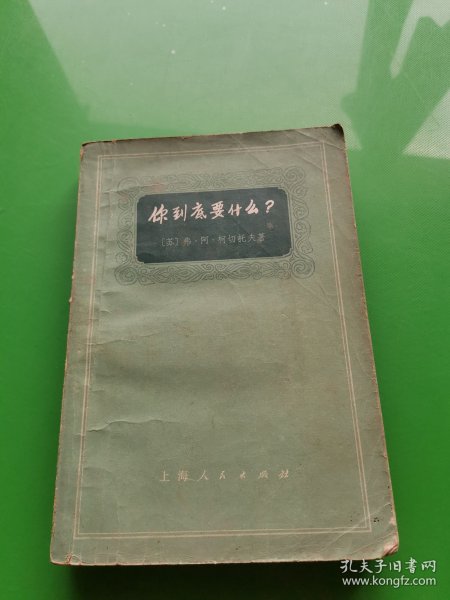 你到底要什么?
[苏]弗·阿·柯切托夫著
上海人民出版社
孔夫子旧书网
www.kongfz.com